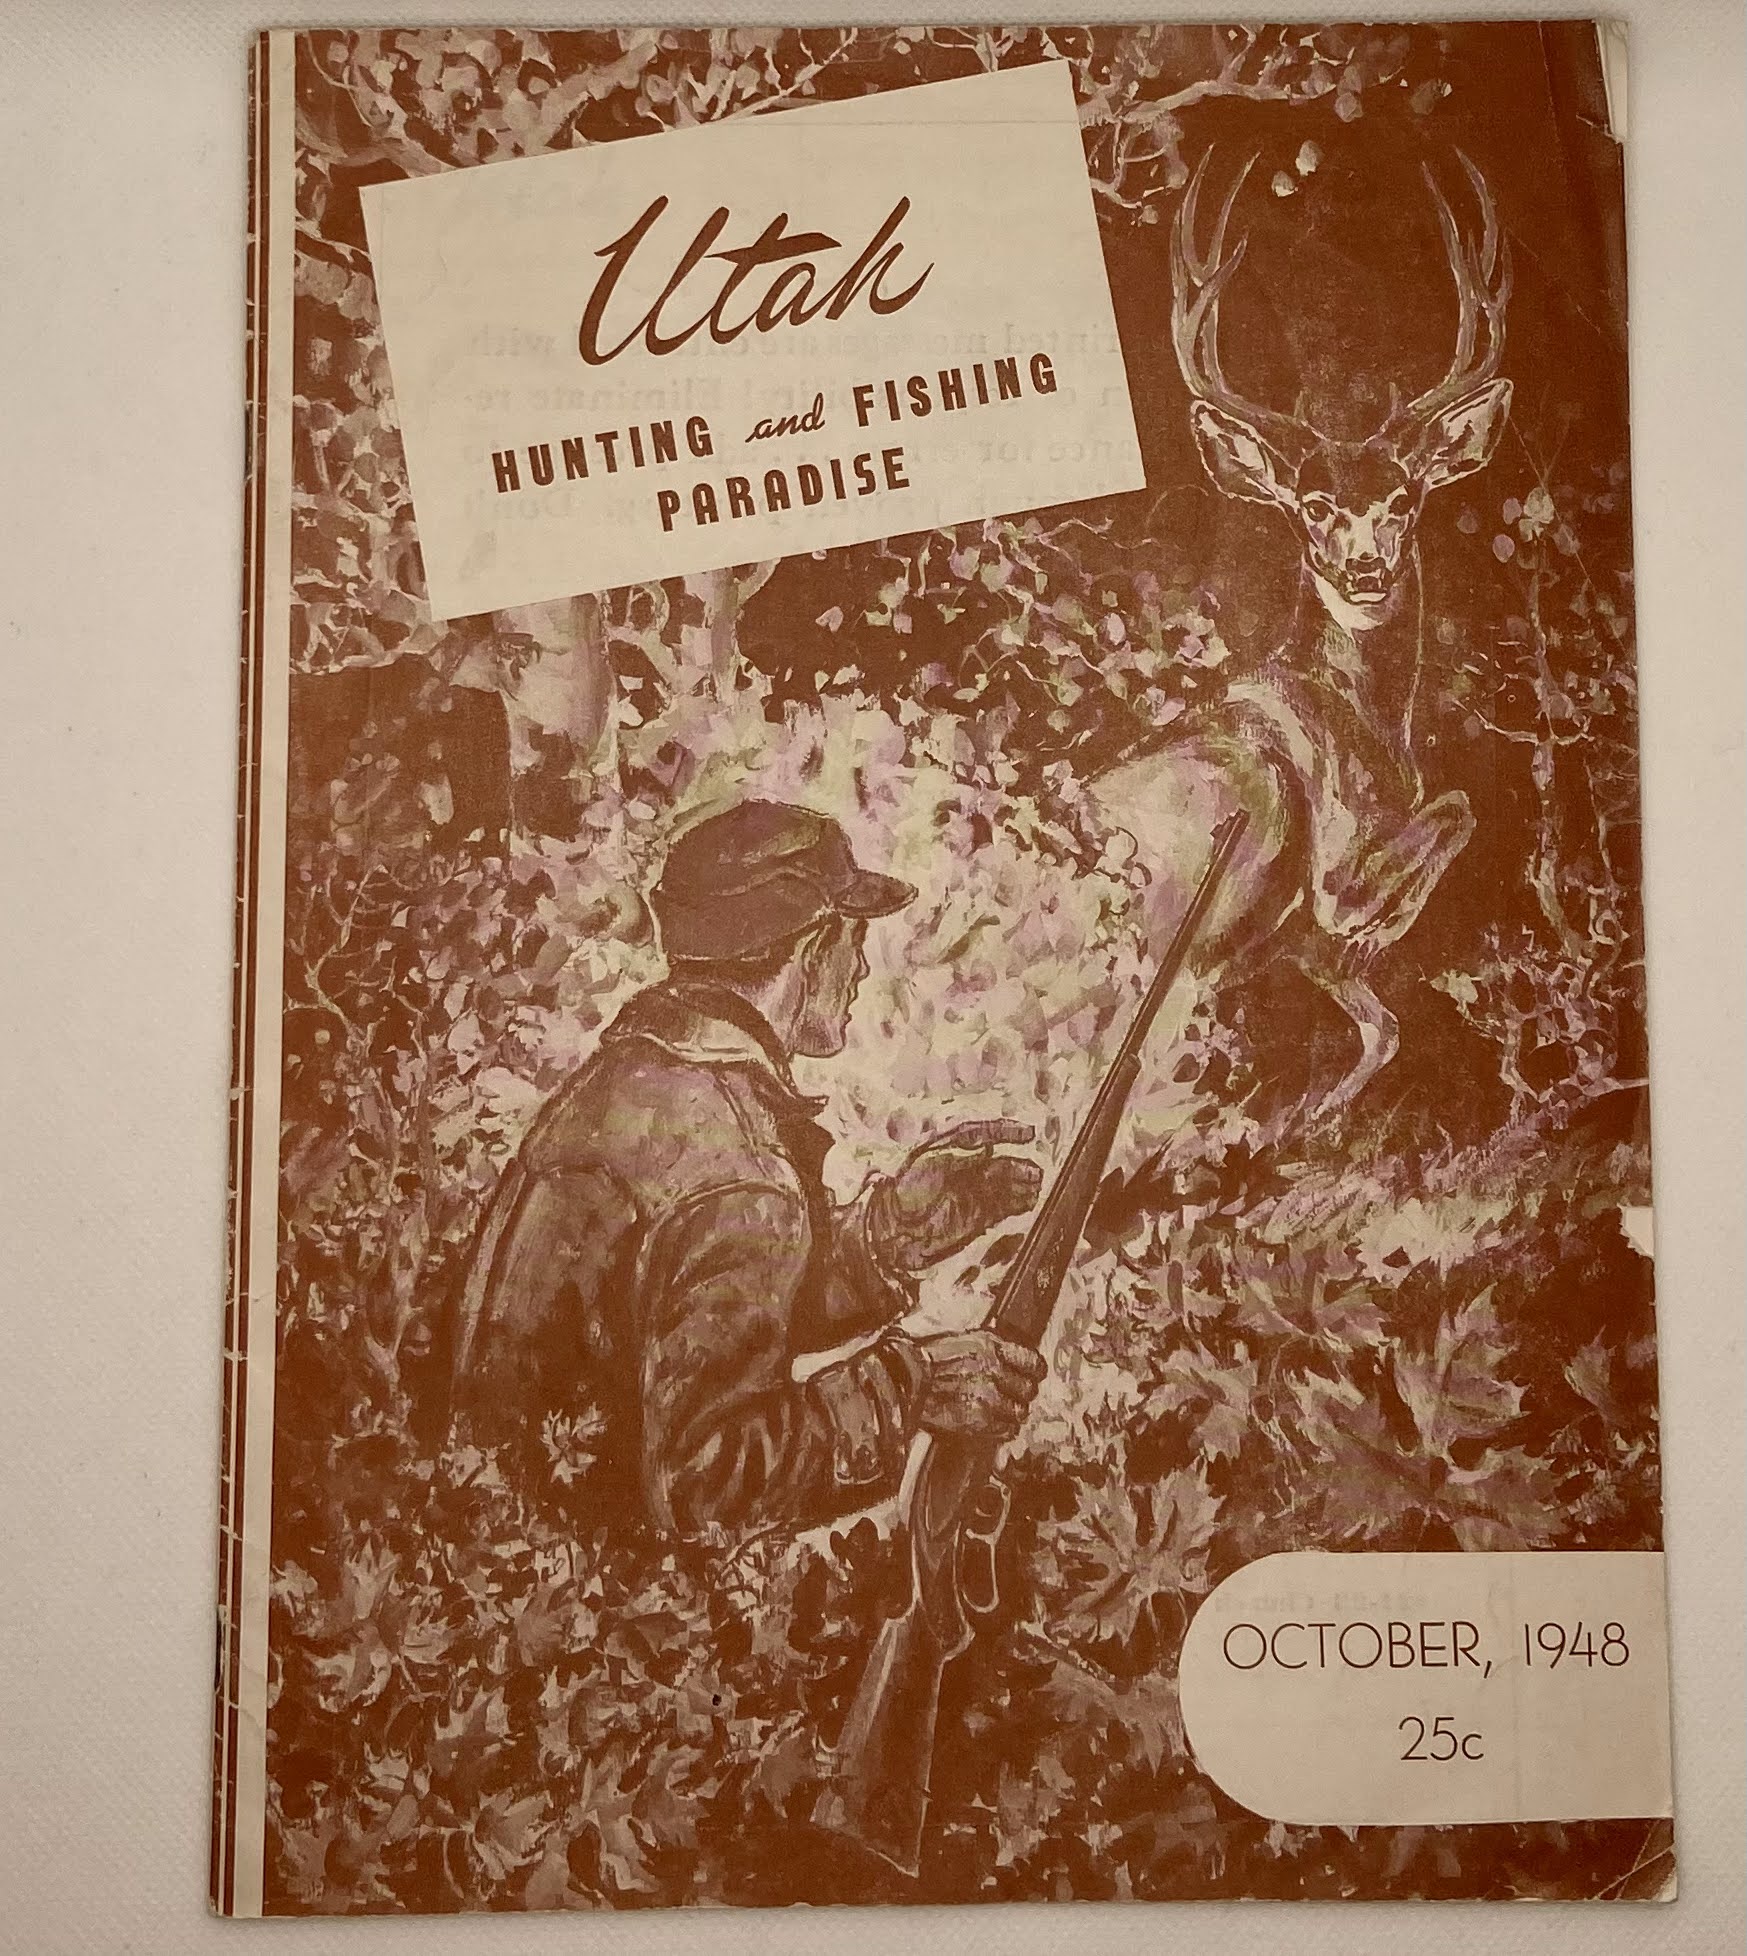 Utah
HUNTING and FISHING
PARADISE
OCTOBER, 1948
25c